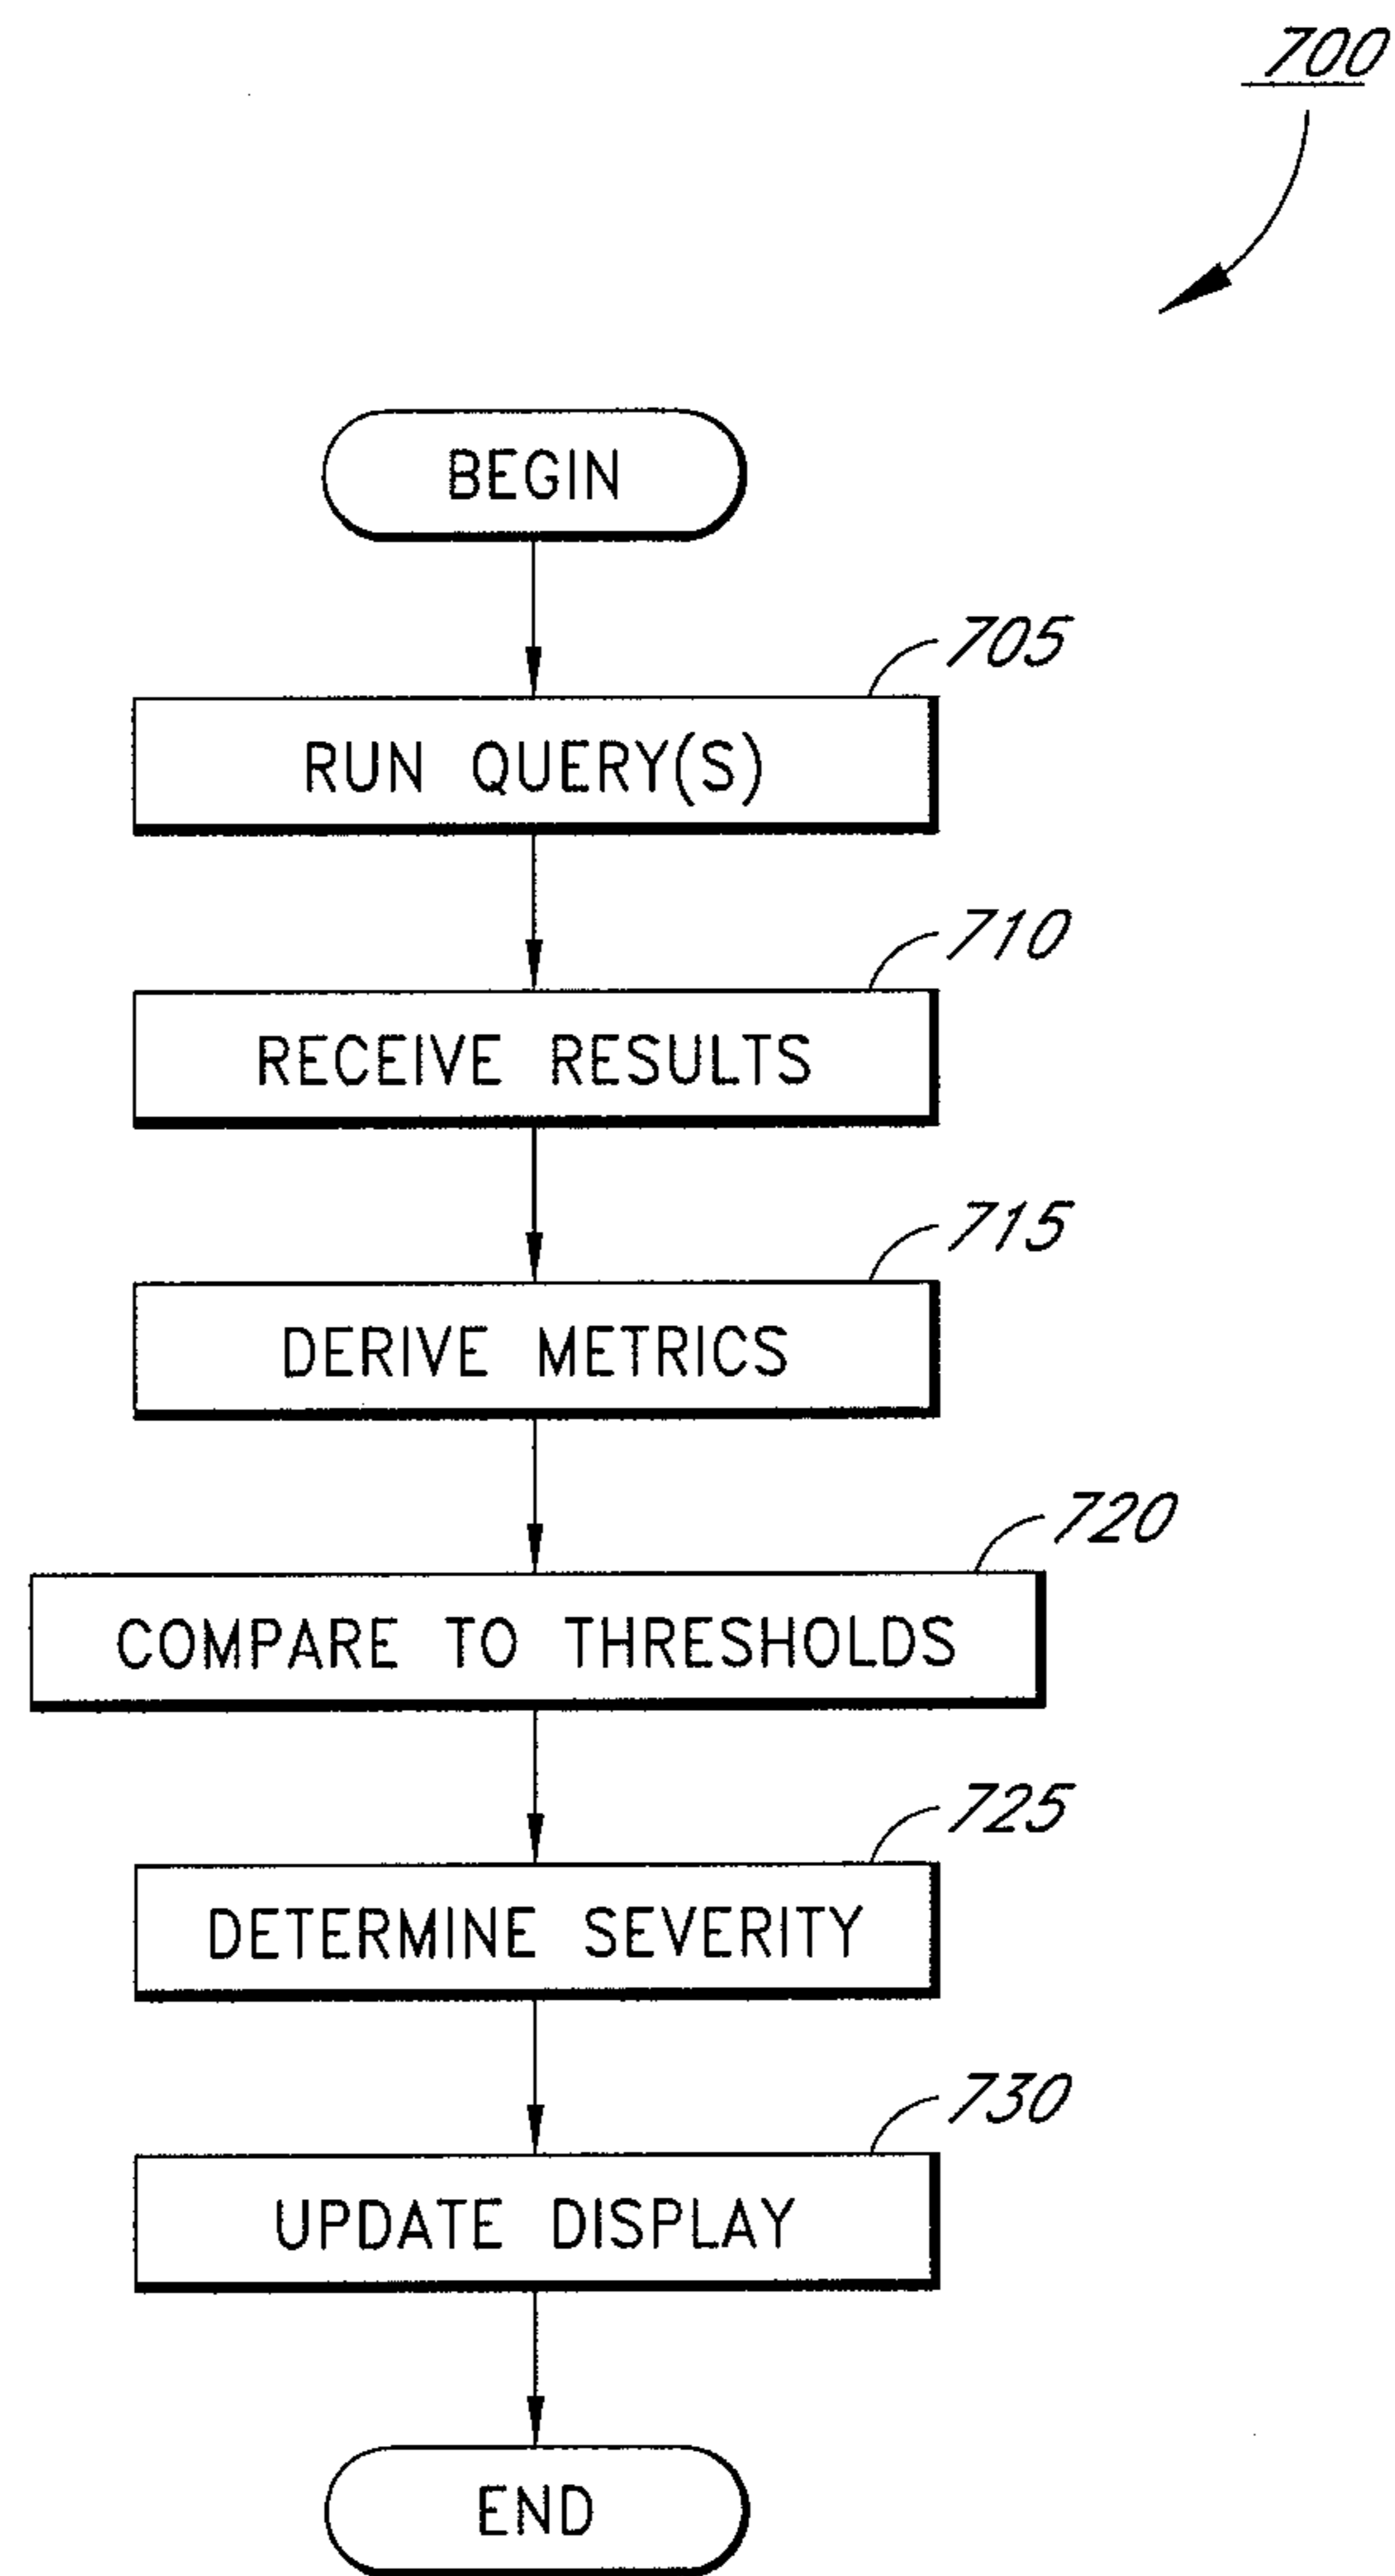 700
BEGIN
705
RUN QUERY(S)
710
RECEIVE RESULTS
715
DERIVE METRICS
720
COMPARE TO THRESHOLDS
725
DETERMINE SEVERITY
730
UPDATE DISPLAY
END